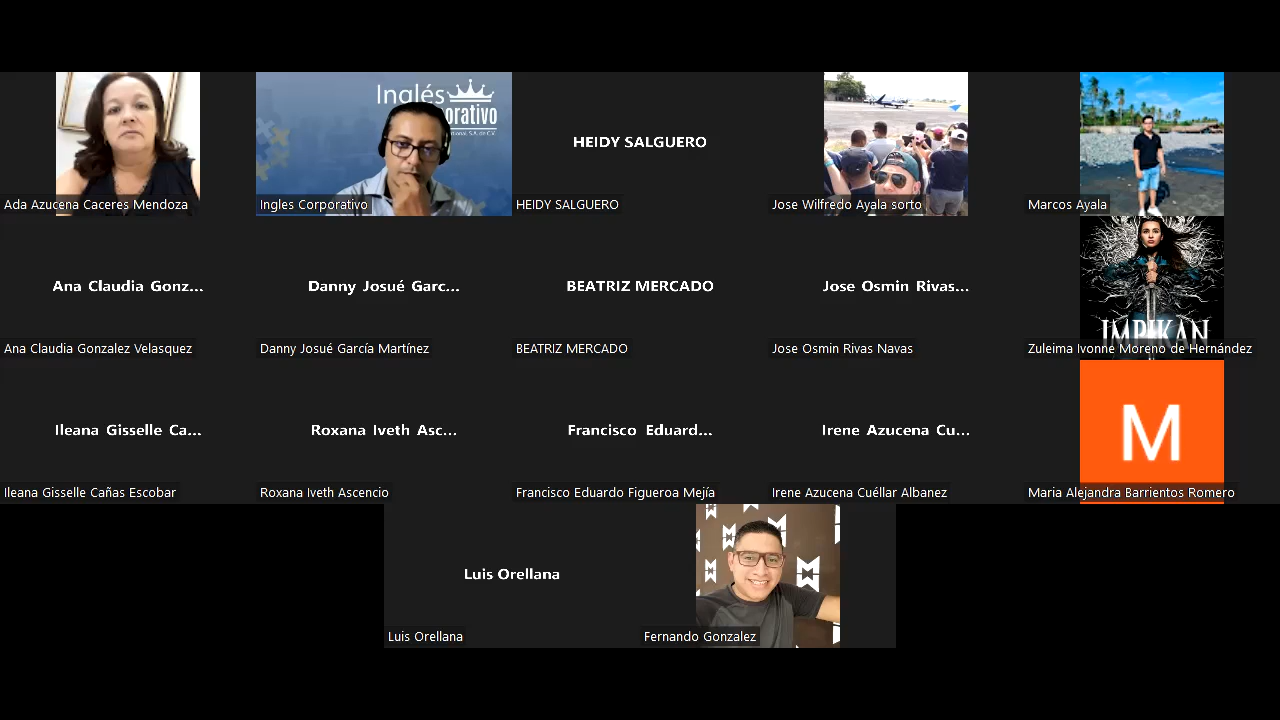 Inglés
orativo
Ada Azucena Caceres Mendoza
Ingles Corporativo
HEIDY SALGUERO
HEIDY SALGUERO
Jose Wilfredo Ayala sorto
Marcos Ayala
Ana Claudia Gonz...
Ana Claudia Gonzalez Velasquez
Danny Josué Garc...
Danny Josué García Martínez
BEATRIZ MERCADO
BEATRIZ MERCADO
Jose Osmin Rivas...
Jose Osmin Rivas Navas
IMRIKAN
Zuleima Ivonne Moreno de Hernández
Ileana Gisselle Ca...
Ileana Gisselle Cañas Escobar
Roxana Iveth Asc...
Roxana Iveth Ascencio
Francisco Eduard...
Francisco Eduardo Figueroa Mejía
Irene Azucena Cu...
Irene Azucena Cuéllar Albanez
M
Maria Alejandra Barrientos Romero
Luis Orellana
Luis Orellana
Fernando Gonzalez